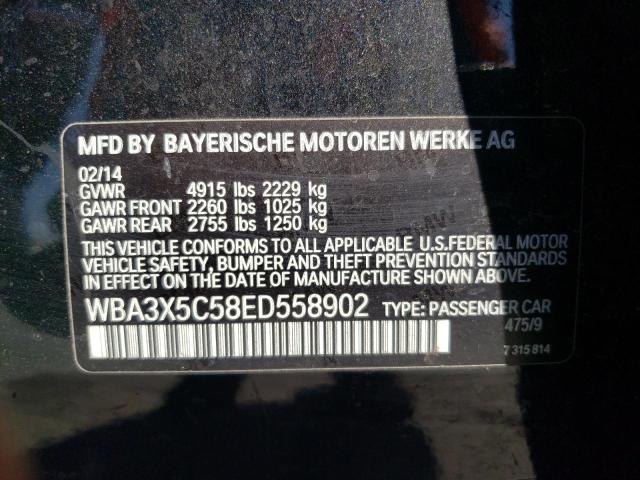 MFD BY BAYERISCHE MOTOREN WERKE AG
02/14
GVWR 4915 lbs 2229 kg
GAWR FRONT 2260 lbs 1025 kg
GAWR REAR 2755 lbs 1250 kg
THIS VEHICLE CONFORMS TO ALL APPLICABLE U.S.FEDERAL MOTOR
VEHICLE SAFETY, BUMPER AND THEFT PREVENTION STANDARDS
IN EFFECT ON THE DATE OF MANUFACTURE SHOWN ABOVE.
WBA3X5C58ED558902 TYPE: PASSENGER CAR
475/9
7 315 814